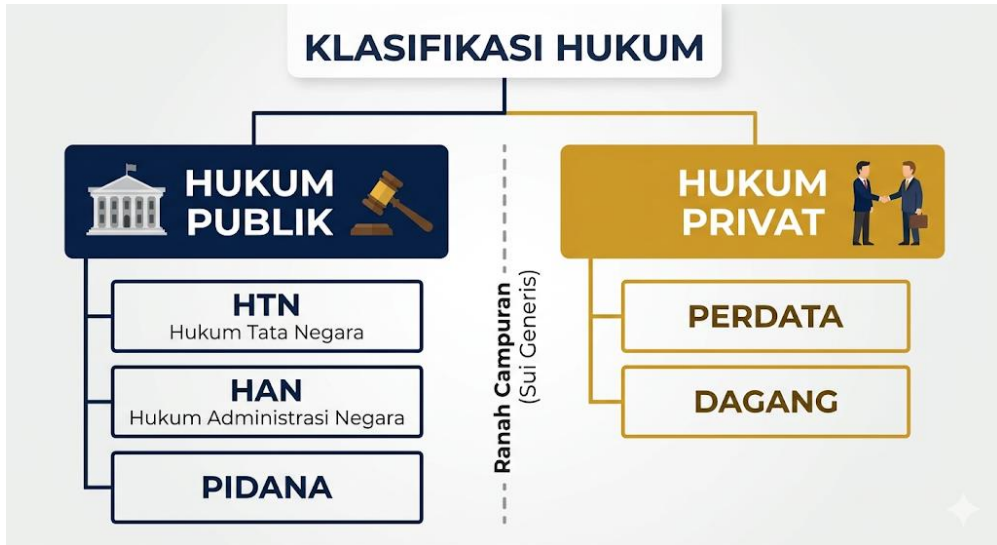 KLASIFIKASI HUKUM
HUKUM
PUBLIK
HTN
Hukum Tata Negara
HAN
Hukum Administrasi Negara
PIDANA
Ranah Campuran
(Sui Generis)
HUKUM
PRIVAT
PERDATA
DAGANG